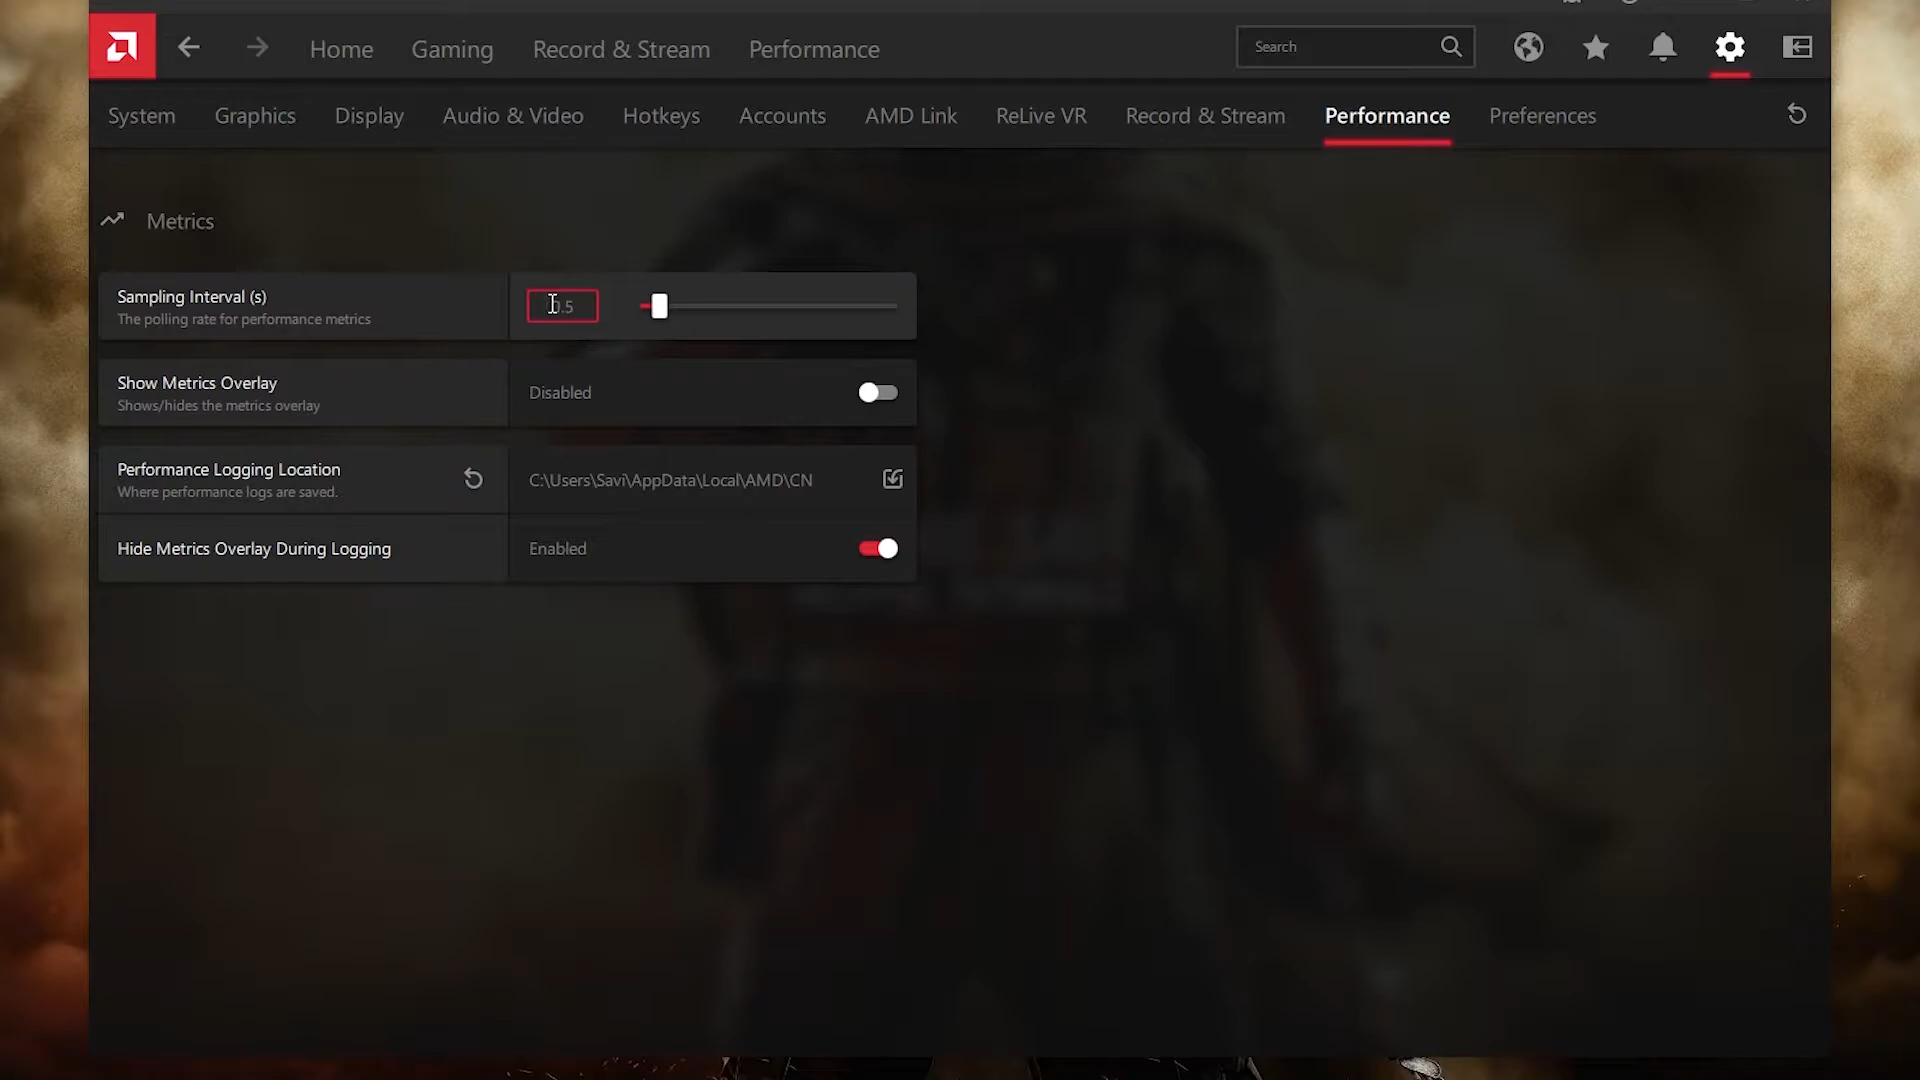 Home Gaming Record & Stream Performance Search
System Graphics Display Audio & Video Hotkeys Accounts AMD Link ReLive VR Record & Stream Performance Preferences
Metrics
Sampling Interval (s)
The polling rate for performance metrics
0.5
Show Metrics Overlay
Shows/hides the metrics overlay
Disabled
Performance Logging Location
Where performance logs are saved.
C:\Users\Savi\AppData\Local\AMD\CN
Hide Metrics Overlay During Logging
Enabled